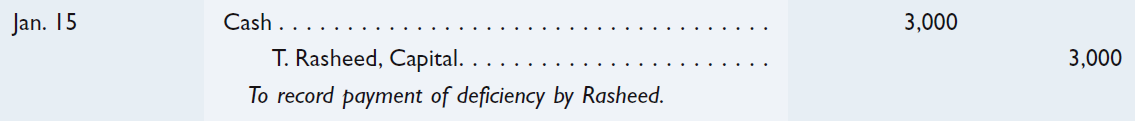 Jan. 15 Cash . . . . . . . . . . . . . . . . . . . . . . . . . . . . . . . . . . . . 3,000
T. Rasheed, Capital. . . . . . . . . . . . . . . . . . . . . . . 3,000
To record payment of deficiency by Rasheed.